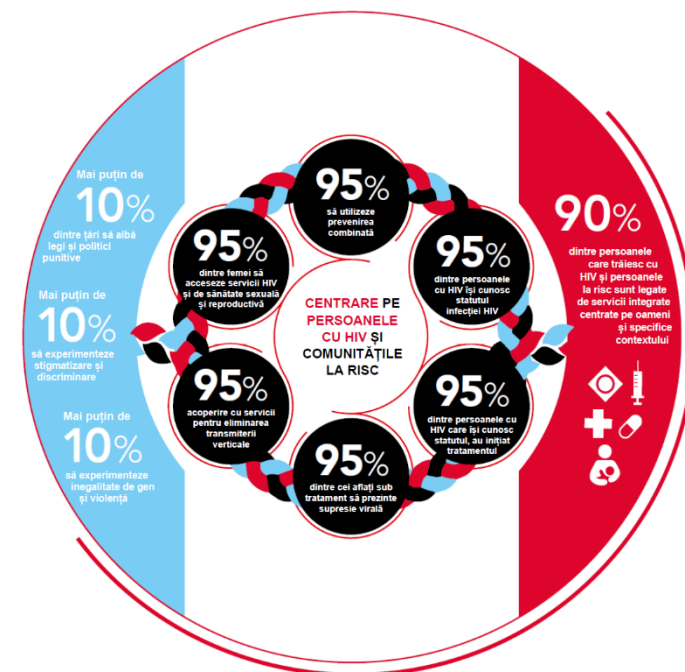 Mai puțin de
10%
dintre țări să aibă
legi și politici
punitive
Mai puțin de
10%
să experimenteze
stigmatizare și
discriminare
Mai puțin de
10%
să experimenteze
inegalitate de gen
și violență
95%
să utilizeze
prevenirea
combinată
95%
dintre persoanele
cu HIV își cunosc
statutul
infecției HIV
95%
dintre persoanele cu
HIV care își cunosc
statutul, au inițiat
tratamentul
95%
dintre cei aflați sub
tratament să prezinte
supresie virală
95%
acoperire cu servicii
pentru eliminarea
transmiterii
verticale
95%
dintre femei să
acceseze servicii HIV
și de sănătate sexuală
și reproductivă
CENTRARE PE
PERSOANELE
CU HIV ȘI
COMUNITĂȚILE
LA RISC
90%
dintre persoanele
care trăiesc cu
HIV și persoanele
la risc sunt legate
de servicii integrate
centrate pe oameni
și specifice
contextului